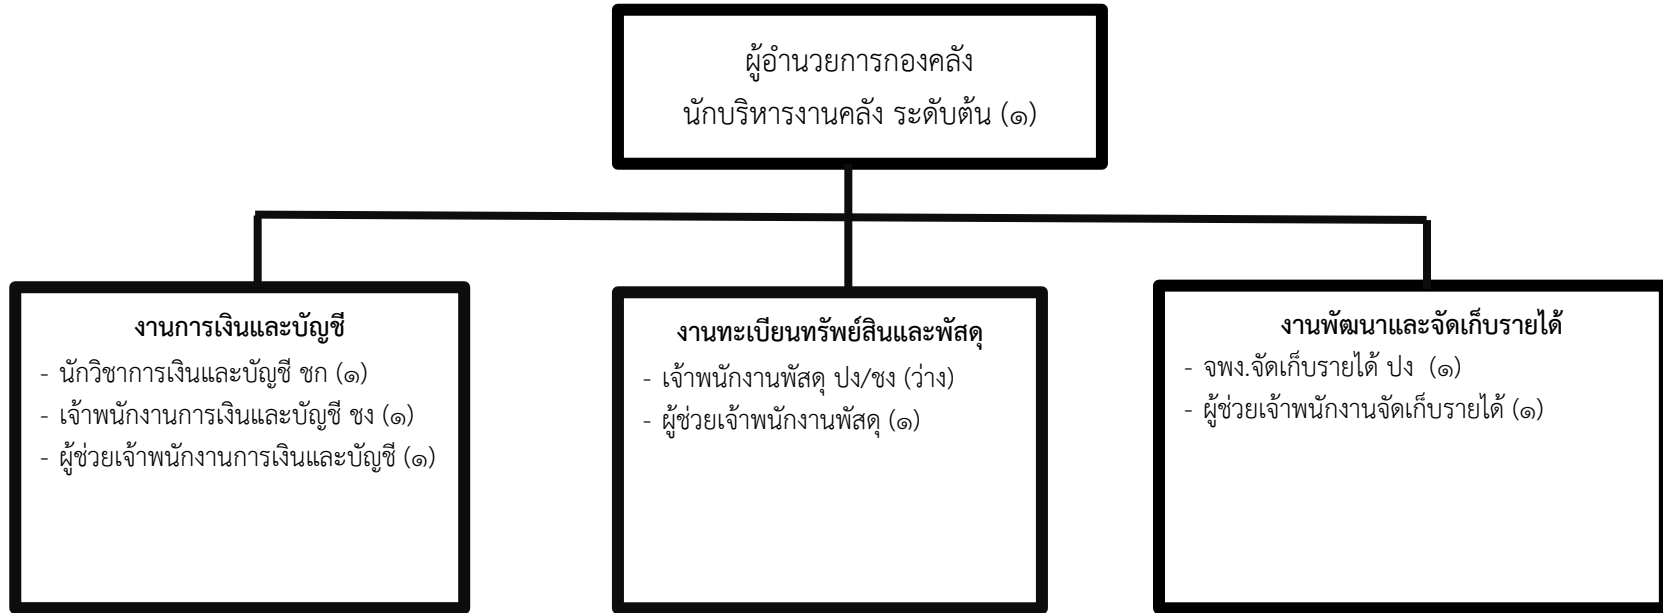 ผู้อำนวยการกองคลัง
นักบริหารงานคลัง ระดับต้น (๑)
งานการเงินและบัญชี
- นักวิชาการเงินและบัญชี ชก (๑)
- เจ้าพนักงานการเงินและบัญชี ชง (๑)
- ผู้ช่วยเจ้าพนักงานการเงินและบัญชี (๑)
งานทะเบียนทรัพย์สินและพัสดุ
- เจ้าพนักงานพัสดุ ปง/ชง (ว่าง)
- ผู้ช่วยเจ้าพนักงานพัสดุ (๑)
งานพัฒนาและจัดเก็บรายได้
- จพง.จัดเก็บรายได้ ปง (๑)
- ผู้ช่วยเจ้าพนักงานจัดเก็บรายได้ (๑)